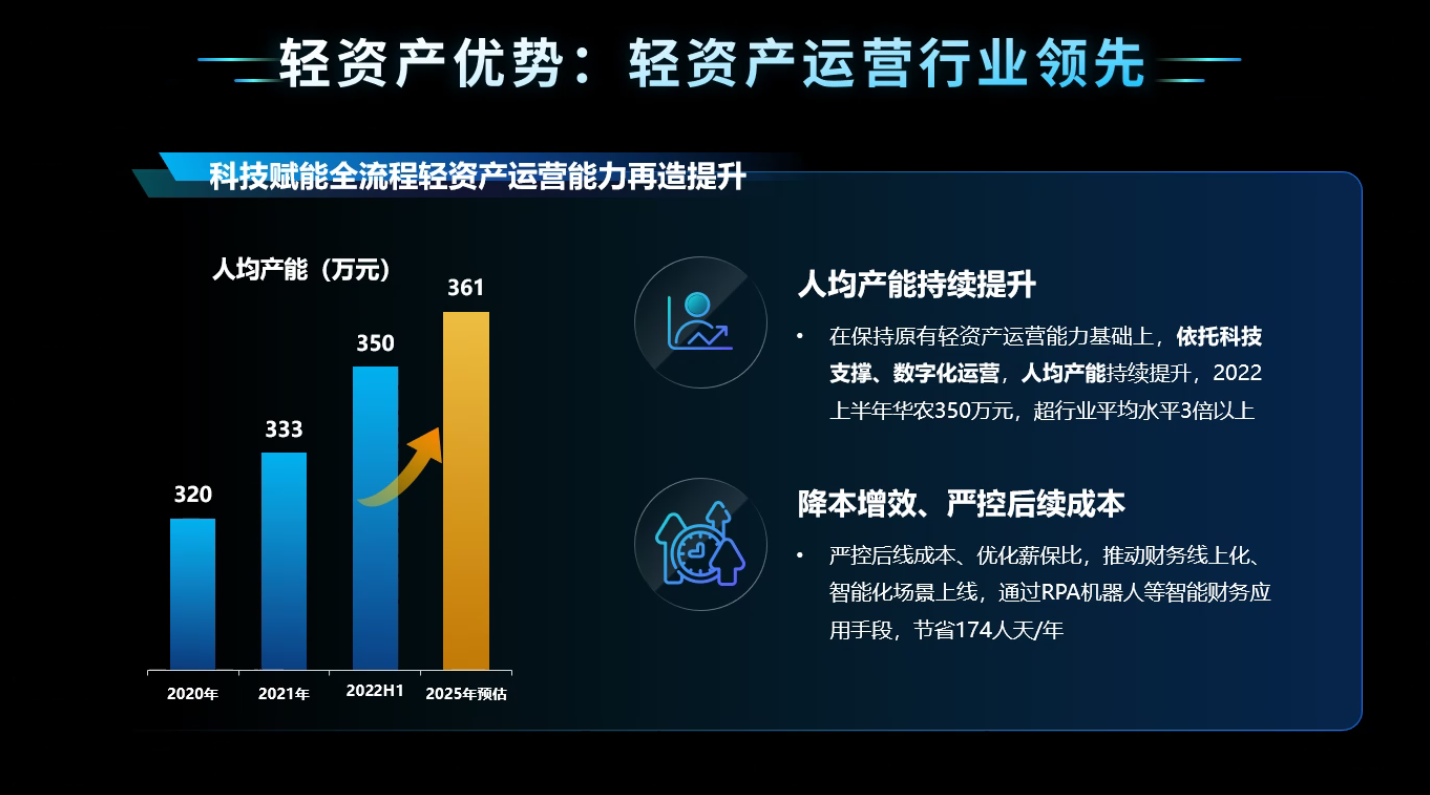 轻资产优势：轻资产运营行业领先
科技赋能全流程轻资产运营能力再造提升
人均产能（万元）
361
350
333
320
2020年
2021年
2022H1
2025年预估
人均产能持续提升
• 在保持原有轻资产运营能力基础上，依托科技
支撑、数字化运营，人均产能持续提升，2022
上半年华农350万元，超行业平均水平3倍以上
降本增效、严控后续成本
• 严控后线成本、优化薪保比，推动财务线上化、
智能化场景上线，通过RPA机器人等智能财务应
用手段，节省174人天/年